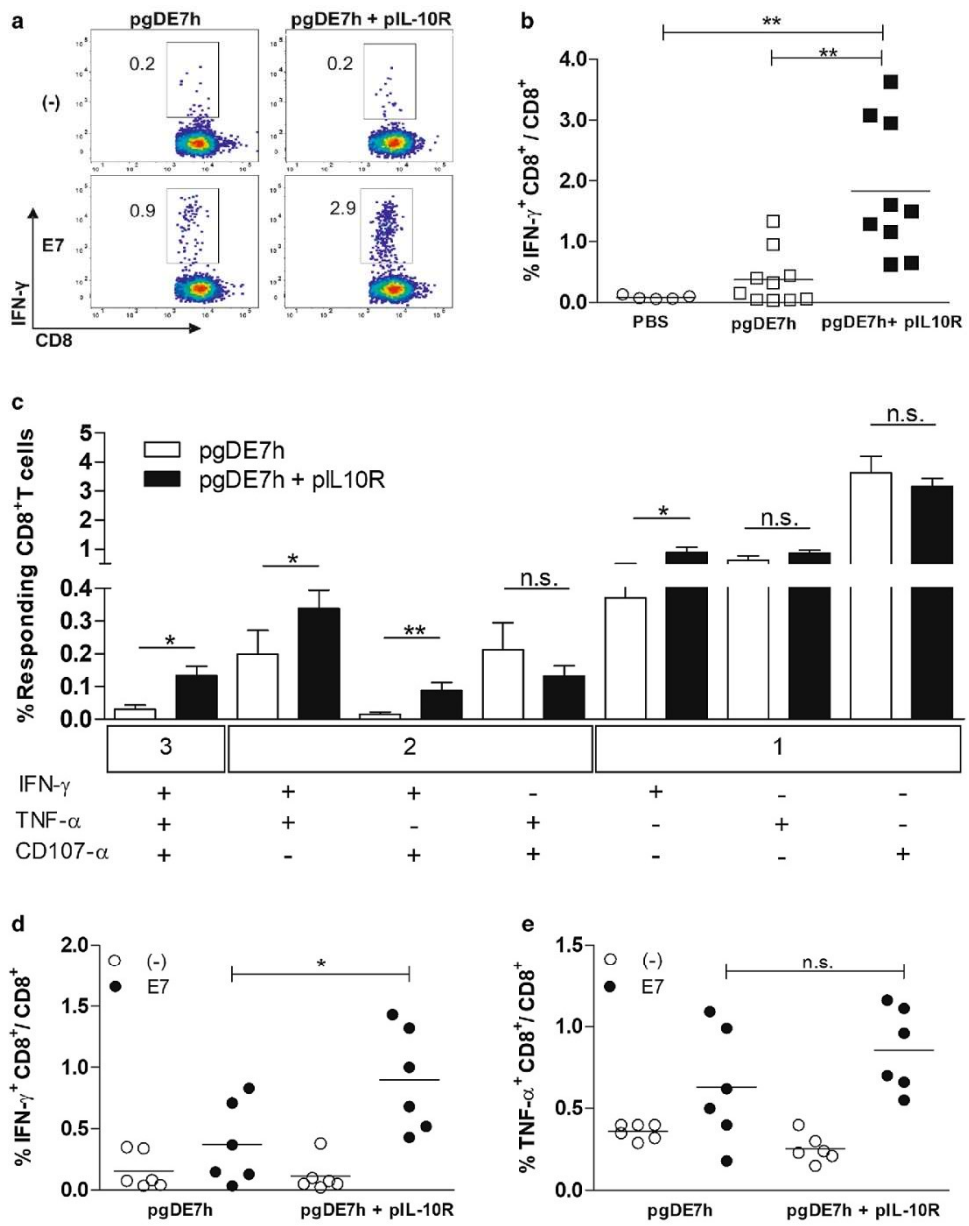 a
pgDE7h pgDE7h + pIL-10R
(-)
0.2 0.2
E7
0.9 2.9
IFN-γ
CD8
b
**
**
% IFN-γ+ CD8+ / CD8+
4.0
3.0
2.0
1.0
0.0
PBS pgDE7h pgDE7h+ pIL10R
c
%Responding CD8+T cells
5
4
3
2
1
0.4
0.3
0.2
0.1
0.0
pgDE7h
pgDE7h + pIL10R
* * ** n.s. * n.s. n.s.
3 2 1
IFN-γ + + + - + - -
TNF-α + + - + - + -
CD107-α + - + + - - +
d
% IFN-γ+ CD8+/ CD8+
2.0
1.5
1.0
0.5
0.0
(-)
E7
*
pgDE7h pgDE7h + pIL-10R
e
% TNF-α+ CD8+/ CD8+
1.5
1.0
0.5
0.0
(-)
E7
n.s.
pgDE7h pgDE7h + pIL-10R